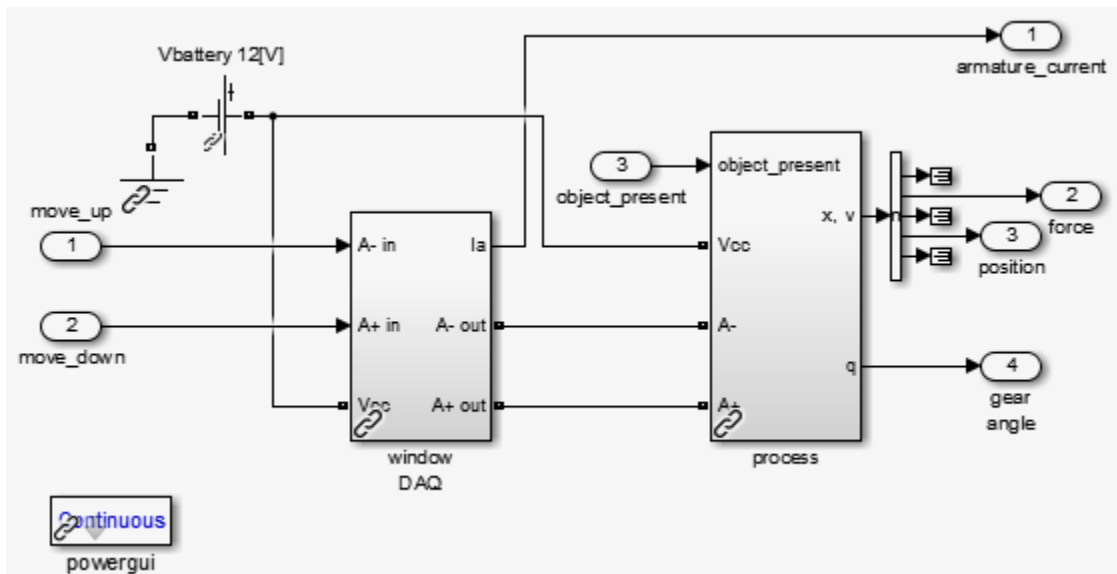 Vbattery 12[V]
+
1
armature_current
3
object_present
object_present
x, v
n
2
force
3
position
move_up
1
A- in
Ia
Vcc
2
move_down
A+ in
A- out
A-
Vcc
A+ out
A+
q
4
gear
angle
window
DAQ
process
Continuous
powergui